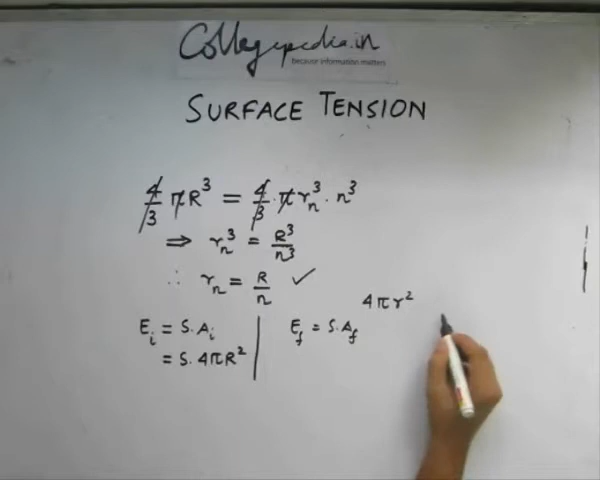 Collegepedia.in
because information matters
SURFACE TENSION
4/3 πR³ = 4/3 · πrₙ³ · n³
⇒ rₙ³ = R³/n³
∴ rₙ = R/n ✓
4πr²
Eᵢ = S.Aᵢ
= S. 4πR²
E_f = S.A_f